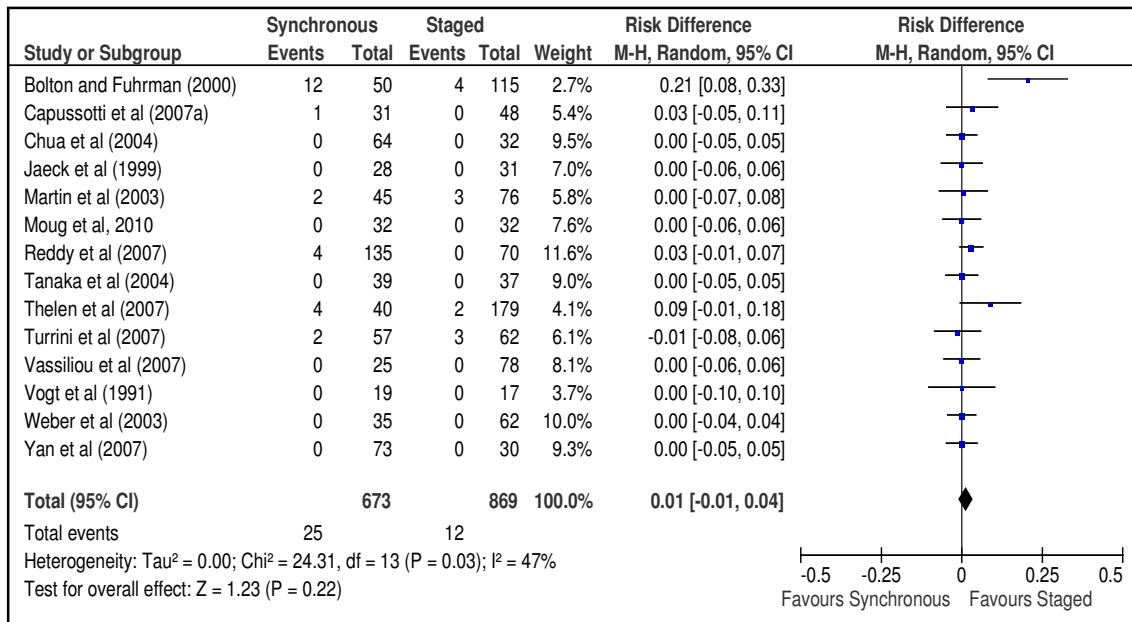 Synchronous Staged Risk Difference Risk Difference
Study or Subgroup Events Total Events Total Weight M-H, Random, 95% CI M-H, Random, 95% CI
Bolton and Fuhrman (2000) 12 50 4 115 2.7% 0.21 [0.08, 0.33]
Capussotti et al (2007a) 1 31 0 48 5.4% 0.03 [-0.05, 0.11]
Chua et al (2004) 0 64 0 32 9.5% 0.00 [-0.05, 0.05]
Jaeck et al (1999) 0 28 0 31 7.0% 0.00 [-0.06, 0.06]
Martin et al (2003) 2 45 3 76 5.8% 0.00 [-0.07, 0.08]
Moug et al, 2010 0 32 0 32 7.6% 0.00 [-0.06, 0.06]
Reddy et al (2007) 4 135 0 70 11.6% 0.03 [-0.01, 0.07]
Tanaka et al (2004) 0 39 0 37 9.0% 0.00 [-0.05, 0.05]
Thelen et al (2007) 4 40 2 179 4.1% 0.09 [-0.01, 0.18]
Turrini et al (2007) 2 57 3 62 6.1% -0.01 [-0.08, 0.06]
Vassiliou et al (2007) 0 25 0 78 8.1% 0.00 [-0.06, 0.06]
Vogt et al (1991) 0 19 0 17 3.7% 0.00 [-0.10, 0.10]
Weber et al (2003) 0 35 0 62 10.0% 0.00 [-0.04, 0.04]
Yan et al (2007) 0 73 0 30 9.3% 0.00 [-0.05, 0.05]
Total (95% CI) 673 869 100.0% 0.01 [-0.01, 0.04]
Total events 25 12
Heterogeneity: Tau² = 0.00; Chi² = 24.31, df = 13 (P = 0.03); I² = 47%
Test for overall effect: Z = 1.23 (P = 0.22)
-0.5 -0.25 0 0.25 0.5
Favours Synchronous Favours Staged